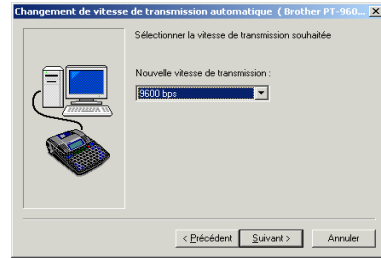 Changement de vitesse de transmission automatique ( Brother PT-960...
Sélectionner la vitesse de transmission souhaitée
Nouvelle vitesse de transmission :
9600 bps
< Précédent Suivant > Annuler